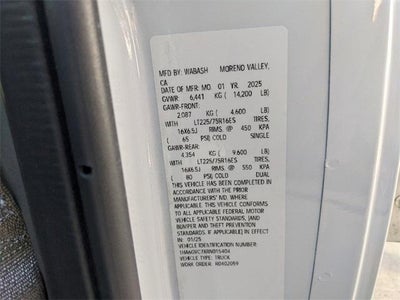 MFD BY: WABASH MORENO VALLEY,
CA
DATE OF MFR: MO. 01 YR. 2025
GVWR 6,441 KG ( 14,200 LB)
GAWR-FRONT:
2,087 KG ( 4,600 LB)
WITH LT225/75R16ES TIRES,
16X6.5J RIMS, @ 450 KPA
( 65 PSI COLD SINGLE
GAWR-REAR:
4,354 KG ( 9,600 LB)
WITH LT225/75R16ES TIRES,
16X6.5J RIMS, @ 550 KPA
( 80 PSI COLD DUAL
THIS VEHICLE HAS BEEN COMPLETED
IN ACCORDANCE WITH THE PRIOR
MANUFACTURERS' IVD, WHERE
APPLICABLE. THIS VEHICLE CONFORMS
TO ALL APPLICABLE FEDERAL MOTOR
VEHICLE SAFETY STANDARDS, [AND
BUMPER AND THEFT PREVENTION
STANDARDS, IF APPLICABLE] IN EFFECT
IN 01/25
VEHICLE IDENTIFICATION NUMBER:
VEHICLE TYPE: TRUCK
WORK ORDER: R0402059